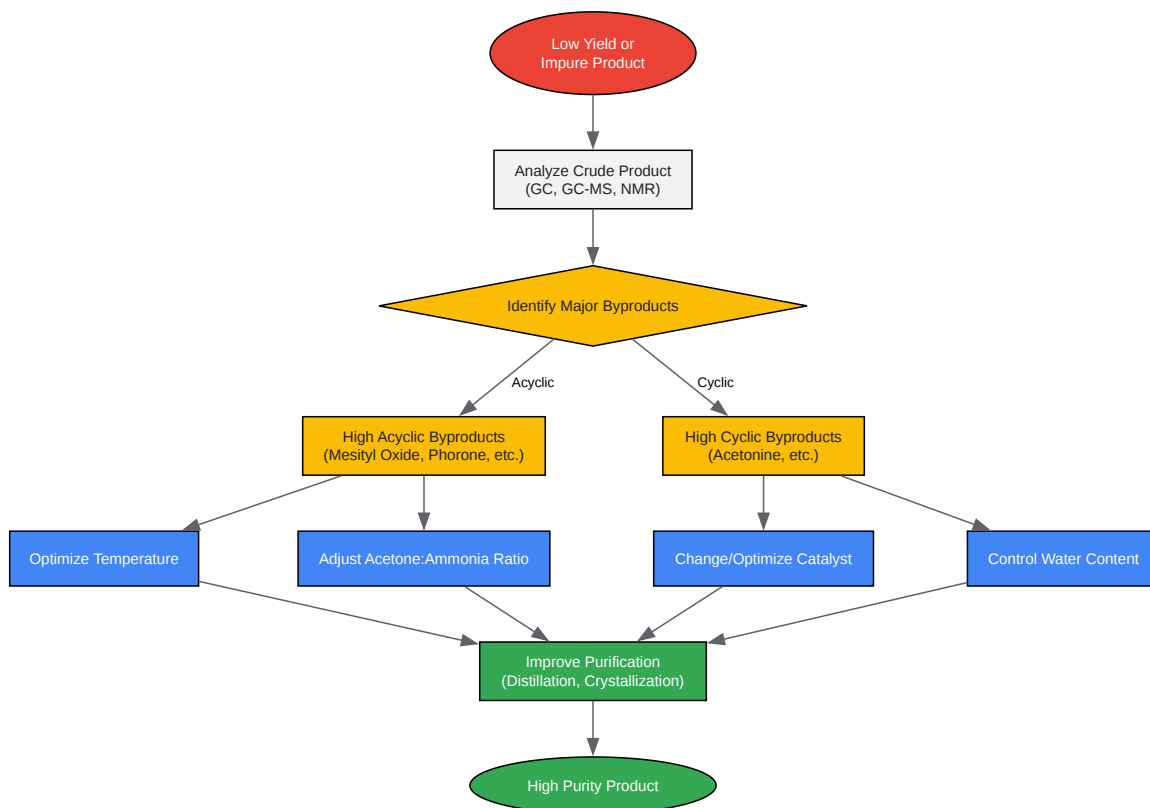 Low Yield or
Impure Product
Analyze Crude Product
(GC, GC-MS, NMR)
Identify Major Byproducts
Acyclic
Cyclic
High Acyclic Byproducts
(Mesityl Oxide, Phorone, etc.)
High Cyclic Byproducts
(Acetonine, etc.)
Optimize Temperature
Adjust Acetone:Ammonia Ratio
Change/Optimize Catalyst
Control Water Content
Improve Purification
(Distillation, Crystallization)
High Purity Product